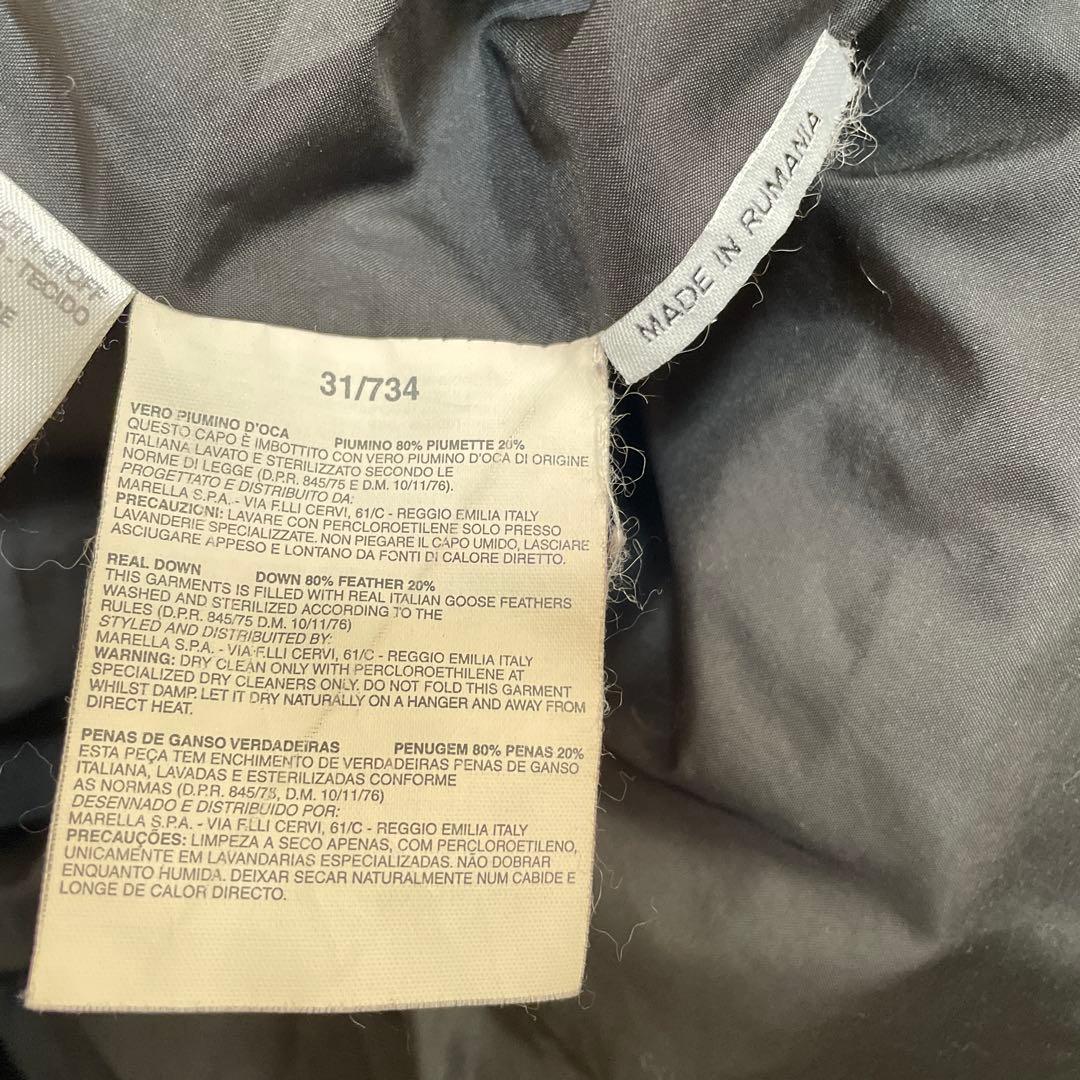 STOFF
- TECIDO
MADE IN RUMANIA
31/734
VERO PIUMINO D'OCA PIUMINO 80% PIUMETTE 20%
QUESTO CAPO È IMBOTTITO CON VERO PIUMINO D'OCA DI ORIGINE
ITALIANA LAVATO E STERILIZZATO SECONDO LE
NORME DI LEGGE (D.P.R. 845/75 E D.M. 10/11/76).
PROGETTATO E DISTRIBUITO DA:
MARELLA S.P.A. - VIA F.LLI CERVI, 61/C - REGGIO EMILIA ITALY
PRECAUZIONI: LAVARE CON PERCLOROETILENE SOLO PRESSO
LAVANDERIE SPECIALIZZATE. NON PIEGARE IL CAPO UMIDO, LASCIARE
ASCIUGARE APPESO E LONTANO DA FONTI DI CALORE DIRETTO.
REAL DOWN DOWN 80% FEATHER 20%
THIS GARMENTS IS FILLED WITH REAL ITALIAN GOOSE FEATHERS
WASHED AND STERILIZED ACCORDING TO THE
RULES (D.P.R. 845/75 D.M. 10/11/76)
STYLED AND DISTRIBUTED BY:
MARELLA S.P.A. - VIA F.LLI CERVI, 61/C - REGGIO EMILIA ITALY
WARNING: DRY CLEAN ONLY WITH PERCLOROETHILENE AT
SPECIALIZED DRY CLEANERS ONLY. DO NOT FOLD THIS GARMENT
WHILST DAMP. LET IT DRY NATURALLY ON A HANGER AND AWAY FROM
DIRECT HEAT.
PENAS DE GANSO VERDADEIRAS PENUGEM 80% PENAS 20%
ESTA PEÇA TEM ENCHIMENTO DE VERDADEIRAS PENAS DE GANSO
ITALIANA, LAVADAS E ESTERILIZADAS CONFORME
AS NORMAS (D.P.R. 845/75, D.M. 10/11/76)
DESENNADO E DISTRIBUIDO POR:
MARELLA S.P.A. - VIA F.LLI CERVI, 61/C - REGGIO EMILIA ITALY
PRECAUÇÕES: LIMPEZA A SECO APENAS, COM PERCLOROETILENO,
UNICAMENTE EM LAVANDARIAS ESPECIALIZADAS. NÃO DOBRAR
ENQUANTO HUMIDA. DEIXAR SECAR NATURALMENTE NUM CABIDE E
LONGE DE CALOR DIRECTO.